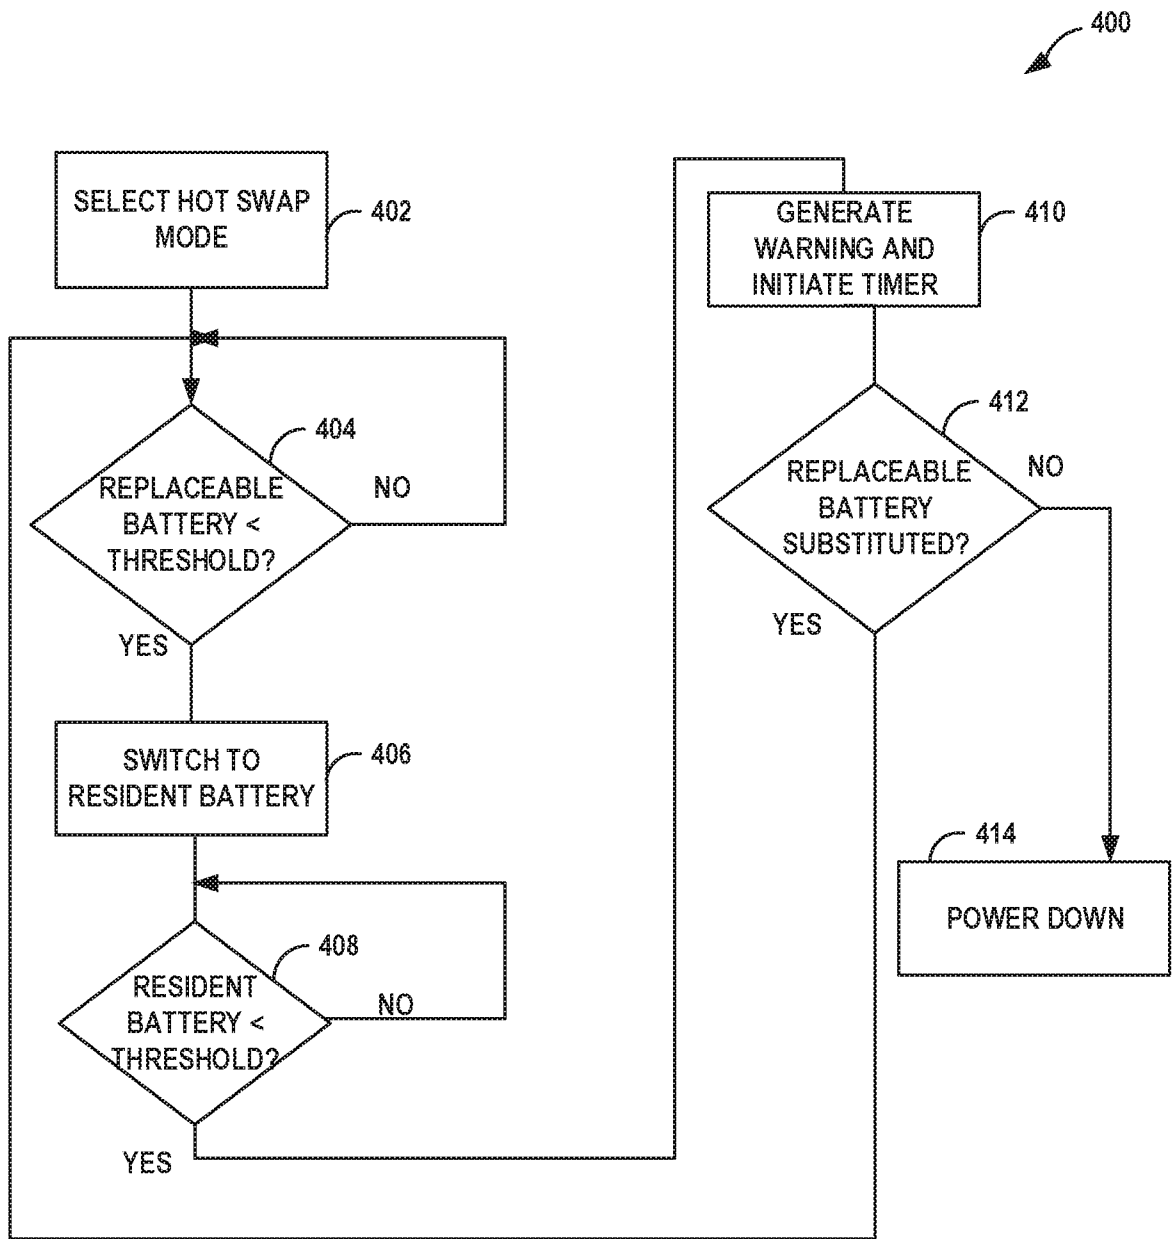 400
SELECT HOT SWAP
MODE
402
404
REPLACEABLE
BATTERY <
THRESHOLD?
NO
YES
SWITCH TO
RESIDENT BATTERY
406
408
RESIDENT
BATTERY <
THRESHOLD?
NO
YES
GENERATE
WARNING AND
INITIATE TIMER
410
412
REPLACEABLE
BATTERY
SUBSTITUTED?
NO
YES
414
POWER DOWN